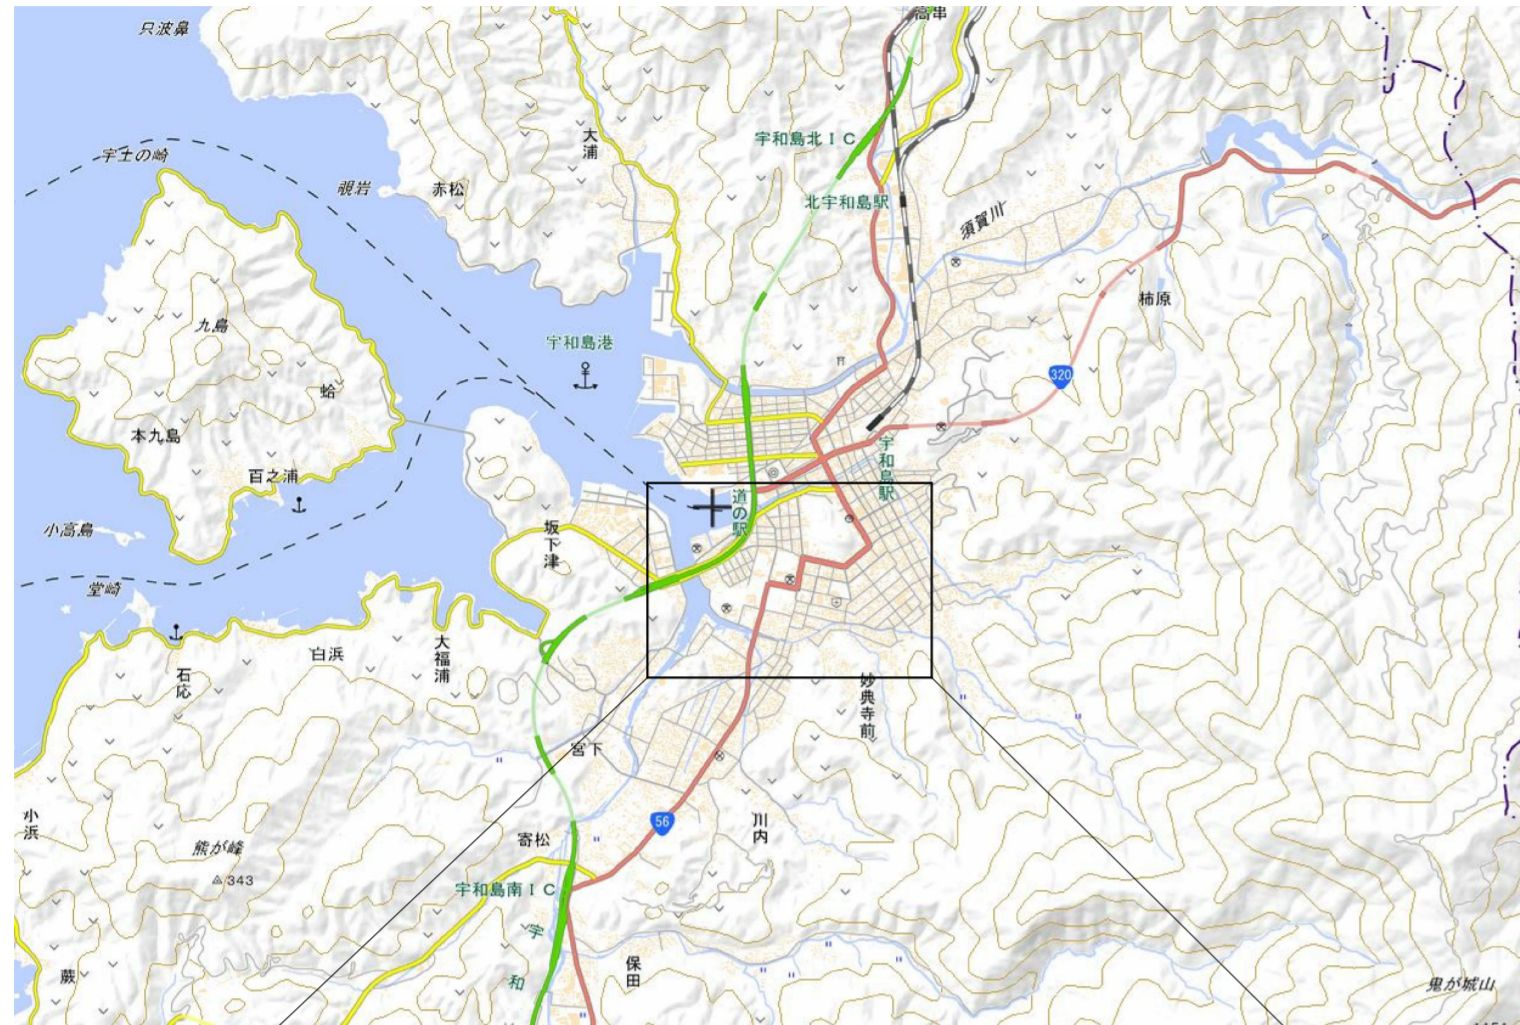 只波鼻
高串
宇和島北ＩＣ
大浦
宇土の崎
覗岩
赤松
北宇和島駅
須賀川
柿原
九島
宇和島港
320
蛤
本九島
宇和島駅
百之浦
道の駅
小高島
坂下津
堂崎
大福浦
白浜
石応
妙典寺前
宮下
小浜
56
川内
寄松
熊が峰
343
宇和島南ＩＣ
宇
和
保田
蕨
鬼が城山